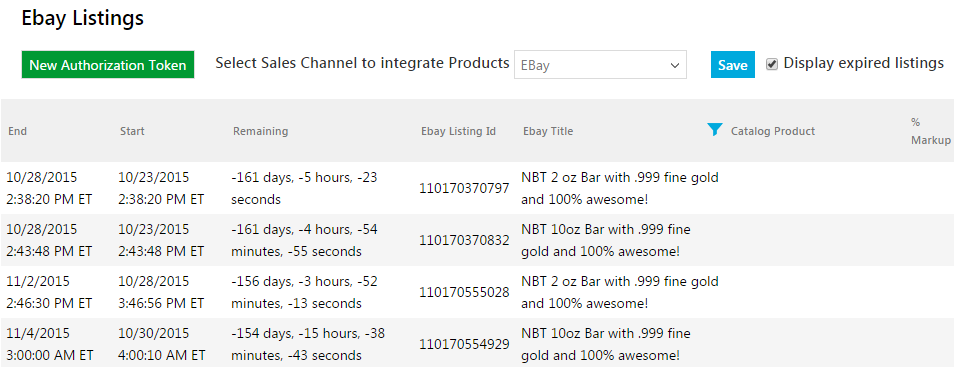 Ebay Listings
New Authorization Token Select Sales Channel to integrate Products EBay Save Display expired listings
End Start Remaining Ebay Listing Id Ebay Title Catalog Product % Markup
10/28/2015 10/23/2015 -161 days, -5 hours, -23 NBT 2 oz Bar with .999 fine gold
2:38:20 PM ET 2:38:20 PM ET seconds 110170370797 and 100% awesome!
10/28/2015 10/23/2015 -161 days, -4 hours, -54 NBT 10oz Bar with .999 fine
2:43:48 PM ET 2:43:48 PM ET minutes, -55 seconds 110170370832 gold and 100% awesome!
11/2/2015 10/28/2015 -156 days, -3 hours, -52 NBT 2 oz Bar with .999 fine gold
2:46:30 PM ET 3:46:56 PM ET minutes, -13 seconds 110170555028 and 100% awesome!
11/4/2015 10/30/2015 -154 days, -15 hours, -38 NBT 10oz Bar with .999 fine
3:00:00 AM ET 4:00:10 AM ET minutes, -43 seconds 110170554929 gold and 100% awesome!